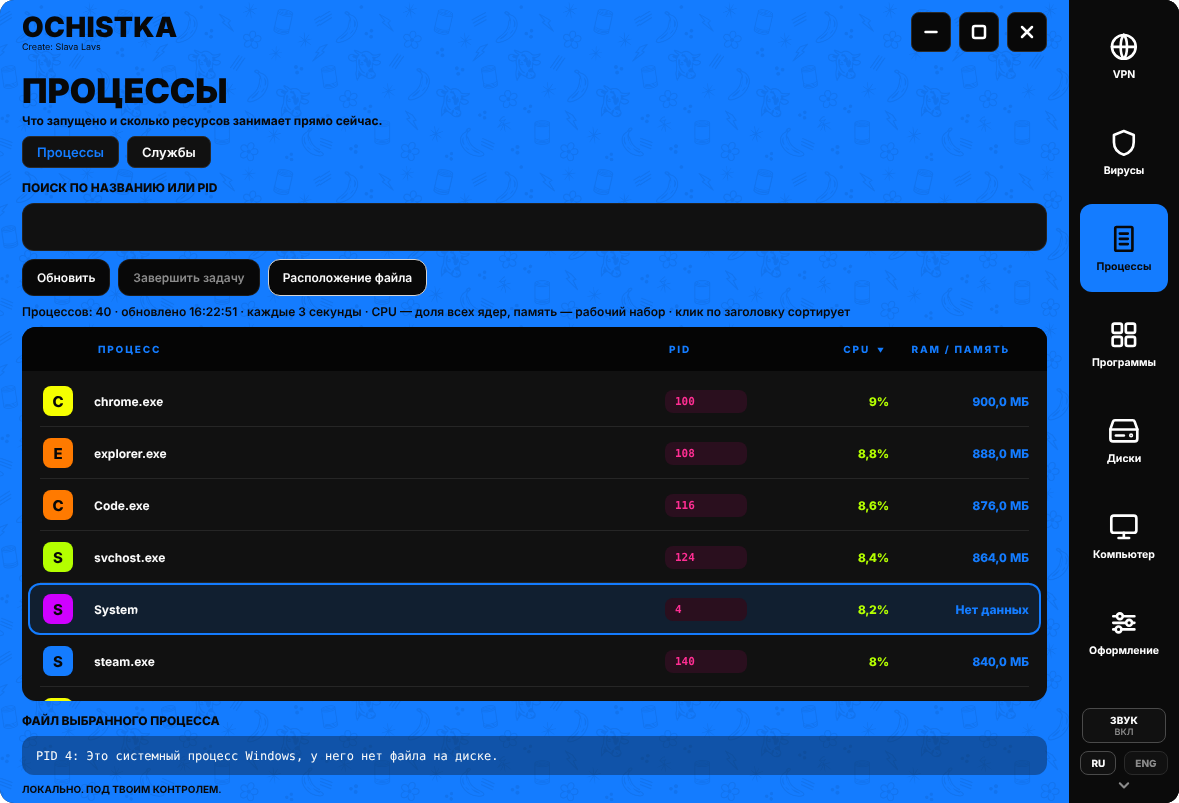 OCHISTKA
Create: Slava Lavs
ПРОЦЕССЫ
Что запущено и сколько ресурсов занимает прямо сейчас.
Процессы Службы
ПОИСК ПО НАЗВАНИЮ ИЛИ PID
Обновить Завершить задачу Расположение файла
Процессов: 40 · обновлено 16:22:51 · каждые 3 секунды · CPU — доля всех ядер, память — рабочий набор · клик по заголовку сортирует
ПРОЦЕСС PID CPU ▼ RAM / ПАМЯТЬ
C chrome.exe 100 9% 900,0 МБ
E explorer.exe 108 8,8% 888,0 МБ
C Code.exe 116 8,6% 876,0 МБ
S svchost.exe 124 8,4% 864,0 МБ
S System 4 8,2% Нет данных
S steam.exe 140 8% 840,0 МБ
ФАЙЛ ВЫБРАННОГО ПРОЦЕССА
PID 4: Это системный процесс Windows, у него нет файла на диске.
ЛОКАЛЬНО. ПОД ТВОИМ КОНТРОЛЕМ.
VPN
Вирусы
Процессы
Программы
Диски
Компьютер
Оформление
ЗВУК
ВКЛ
RU ENG